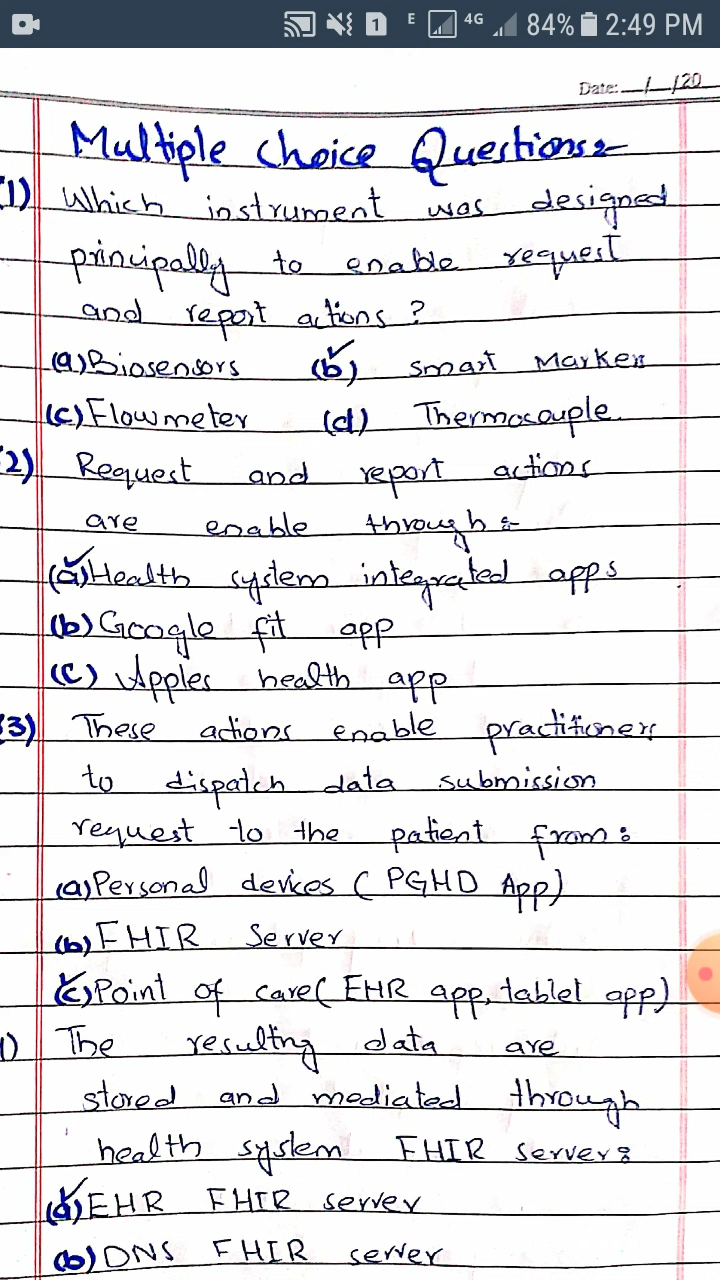 1 E 4G 84% 2:49 PM
Date: / /20
Multiple Choice Questions:-
1) Which instrument was designed
principally to enable request
and report actions ?
(a) Biosensors (b) Smart Markers
(c) Flowmeter (d) Thermocouple
2) Request and report actions
are enable through :-
(a) Health system integrated apps
(b) Google fit app
(c) Apples health app
3) These actions enable practitioners
to dispatch data submission
request to the patient from:
(a) Personal devices ( PGHD App)
(b) FHIR Server
(c) Point of care( EHR app, tablet app)
) The resulting data are
stored and mediated through
health system FHIR server:
(a) EHR FHIR server
(b) DNS FHIR server